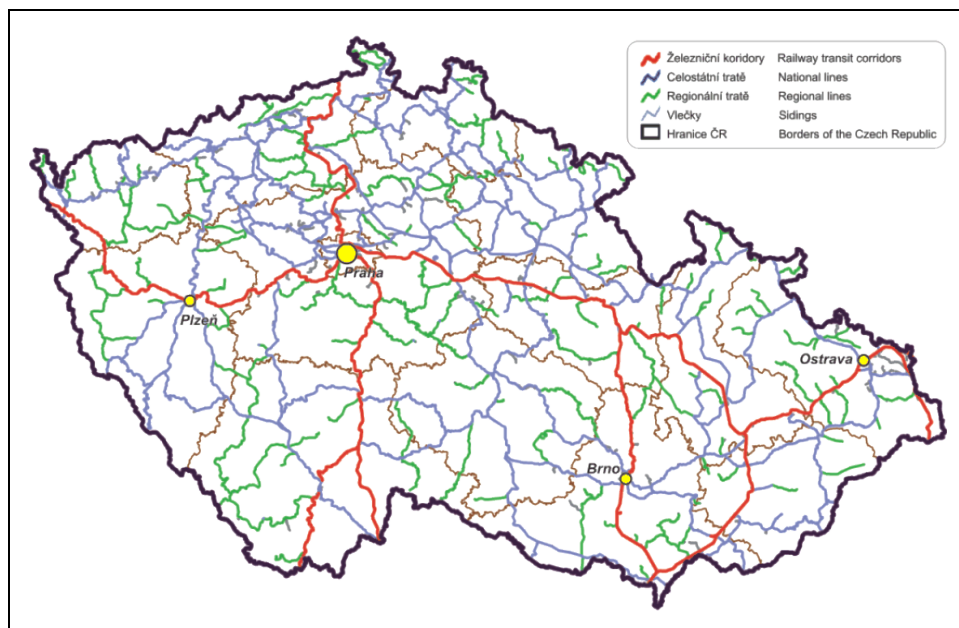 Železniční koridory Railway transit corridors
Celostátní tratě National lines
Regionální tratě Regional lines
Vlečky Sidings
Hranice ČR Borders of the Czech Republic
Praha
Plzeň
Ostrava
Brno